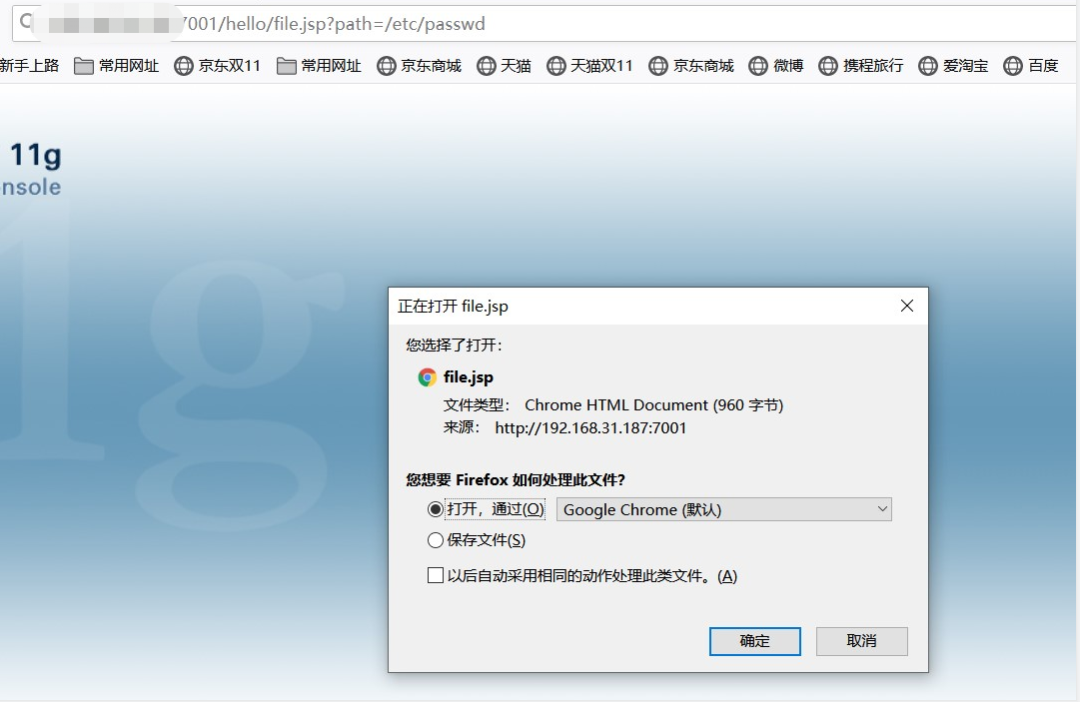 7001/hello/file.jsp?path=/etc/passwd
新手上路 常用网址 京东双11 常用网址 京东商城 天猫 天猫双11 京东商城 微博 携程旅行 爱淘宝 百度
11g
nsole
1g
正在打开 file.jsp
您选择了打开:
file.jsp
文件类型: Chrome HTML Document (960 字节)
来源: http://192.168.31.187:7001
您想要 Firefox 如何处理此文件?
打开，通过(O) Google Chrome (默认)
保存文件(S)
以后自动采用相同的动作处理此类文件。(A)
确定 取消